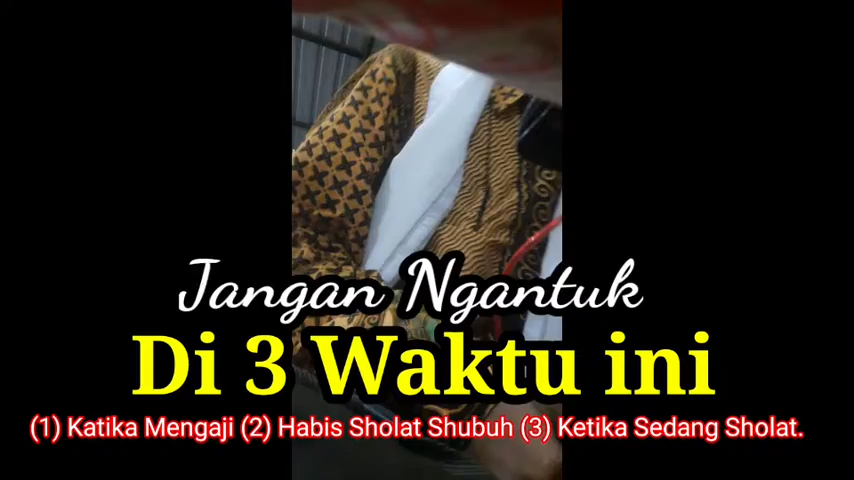 Jangan Ngantuk
Di 3 Waktu ini
(1) Katika Mengaji (2) Habis Sholat Shubuh (3) Ketika Sedang Sholat.